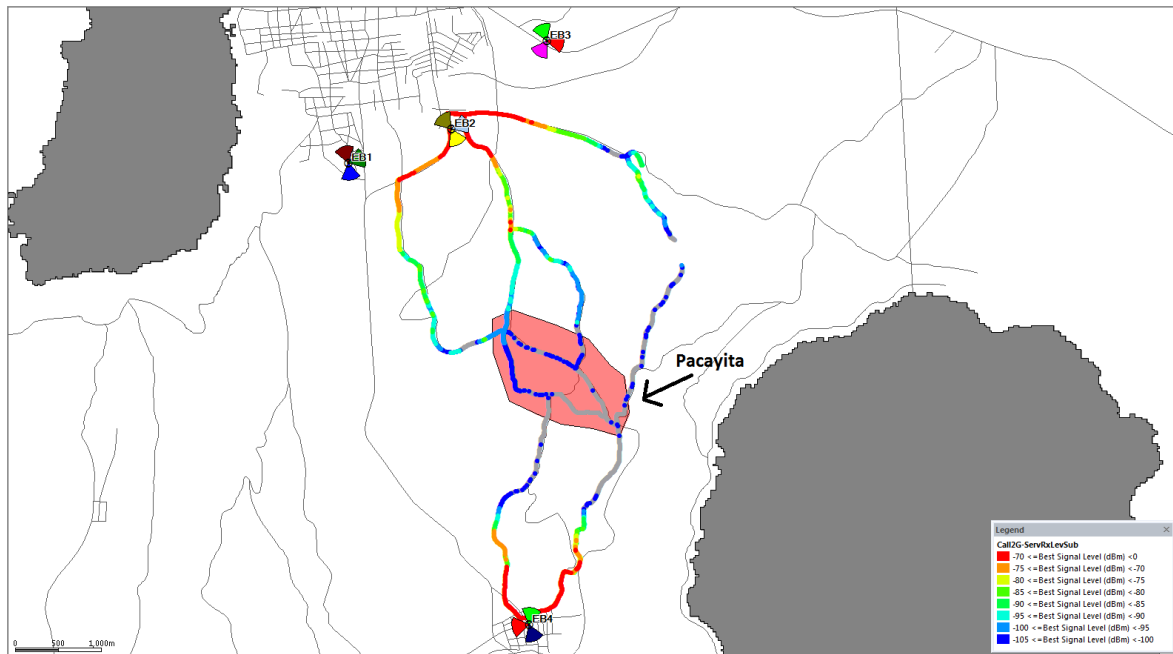 EB3
EB2
EB1
Pacayita
EB4
Legend
Call2G-ServRxLevSub
-70 <=Best Signal Level (dBm) <0
-75 <=Best Signal Level (dBm) <-70
-80 <=Best Signal Level (dBm) <-75
-85 <=Best Signal Level (dBm) <-80
-90 <=Best Signal Level (dBm) <-85
-95 <=Best Signal Level (dBm) <-90
-100 <=Best Signal Level (dBm) <-95
-105 <=Best Signal Level (dBm) <-100
0 500 1,000m